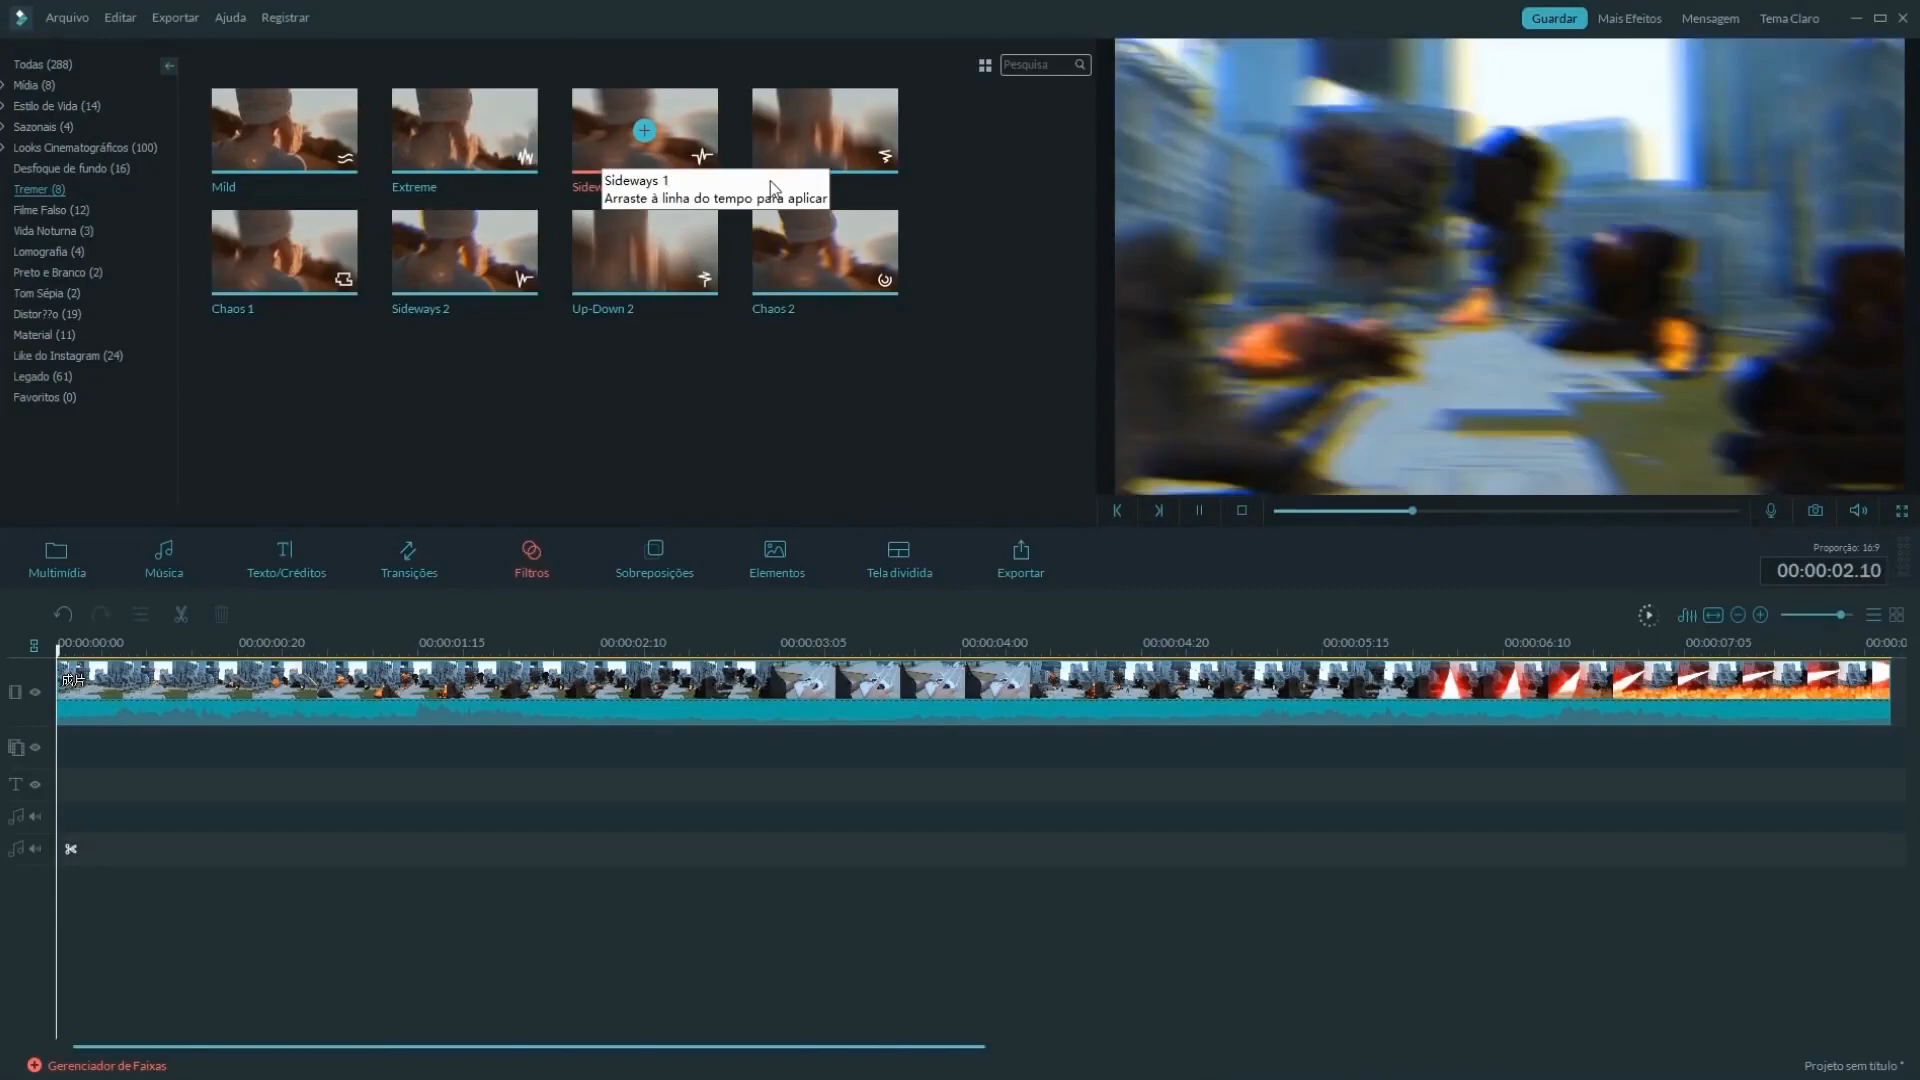 Arquivo Editar Exportar Ajuda Registrar
Guardar Mais Efeitos Mensagem Tema Claro
Todas (288)
Mídia (8)
Estilo de Vida (14)
Sazonais (4)
Looks Cinematográficos (100)
Desfoque de fundo (16)
Tremer (8)
Filme Falso (12)
Vida Noturna (3)
Lomografia (4)
Preto e Branco (2)
Tom Sépia (2)
Distor??o (19)
Material (11)
Like do Instagram (24)
Legado (61)
Favoritos (0)
Pesquisa
Mild Extreme
Sideways 1
Arraste à linha do tempo para aplicar
Chaos 1 Sideways 2 Up-Down 2 Chaos 2
Multimídia Música Texto/Créditos Transições Filtros Sobreposições Elementos Tela dividida Exportar
Proporção: 16:9
00:00:02.10
00:00:00:00 00:00:00:20 00:00:01:15 00:00:02:10 00:00:03:05 00:00:04:00 00:00:04:20 00:00:05:15 00:00:06:10 00:00:07:05 00:00:0
成片
Gerenciador de Faixas
Projeto sem título *